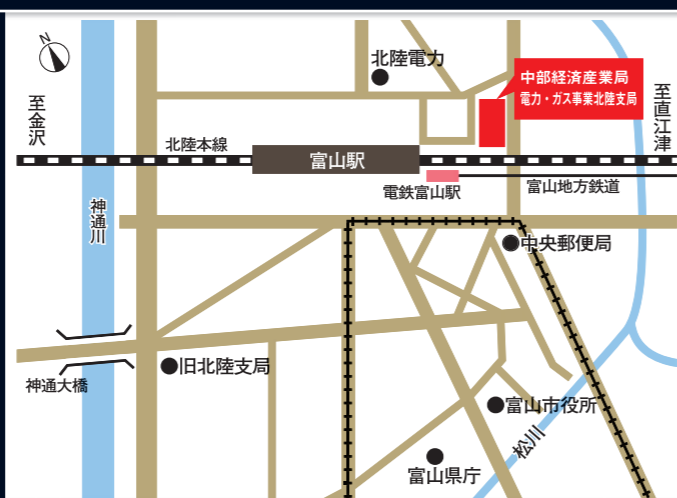 N
北陸電力
中部経済産業局
電力・ガス事業北陸支局
至金沢
至直江津
北陸本線
富山駅
電鉄富山駅
富山地方鉄道
神通川
中央郵便局
旧北陸支局
神通大橋
富山市役所
松川
富山県庁